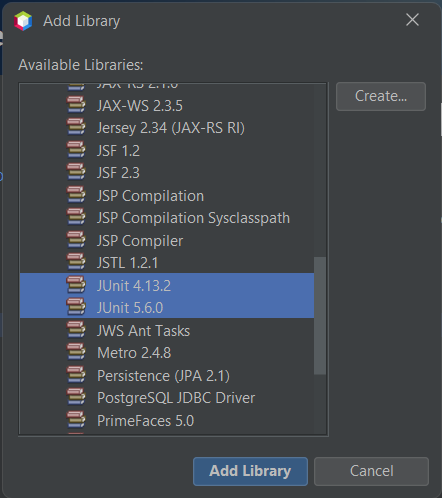 Add Library
Available Libraries:
JAX-RS 2.1.6
Create...
JAX-WS 2.3.5
Jersey 2.34 (JAX-RS RI)
JSF 1.2
JSF 2.3
JSP Compilation
JSP Compilation Sysclasspath
JSP Compiler
JSTL 1.2.1
JUnit 4.13.2
JUnit 5.6.0
JWS Ant Tasks
Metro 2.4.8
Persistence (JPA 2.1)
PostgreSQL JDBC Driver
PrimeFaces 5.0
Add Library
Cancel